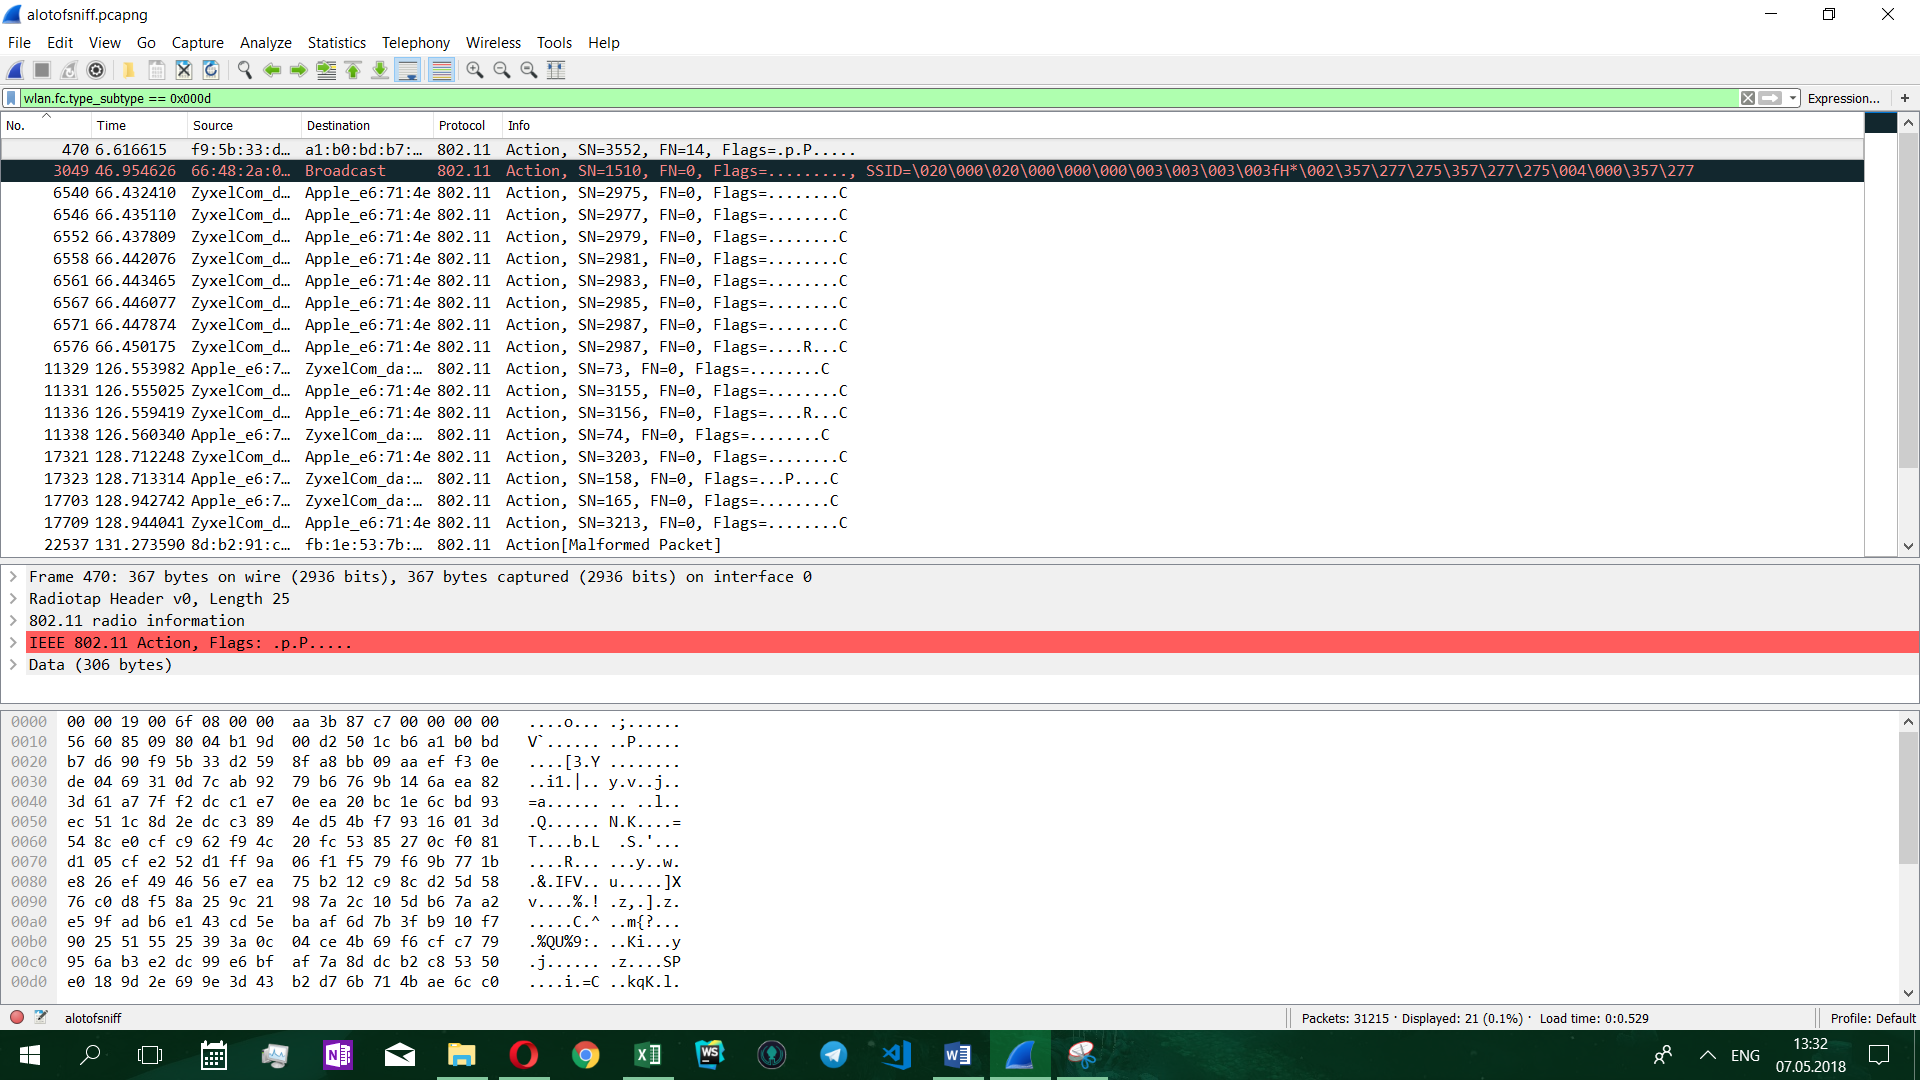 alotofsniff.pcapng
File Edit View Go Capture Analyze Statistics Telephony Wireless Tools Help
wlan.fc.type_subtype == 0x000d Expression... +
No. Time Source Destination Protocol Info
470 6.616615 f9:5b:33:d... a1:b0:bd:b7:... 802.11 Action, SN=3552, FN=14, Flags=.p.P.....
3049 46.954626 66:48:2a:0... Broadcast 802.11 Action, SN=1510, FN=0, Flags=........., SSID=\020\000\020\000\000\000\003\003\003\003fH*\002\357\277\275\357\277\275\004\000\357\277
6540 66.432410 ZyxelCom_d... Apple_e6:71:4e 802.11 Action, SN=2975, FN=0, Flags=........C
6546 66.435110 ZyxelCom_d... Apple_e6:71:4e 802.11 Action, SN=2977, FN=0, Flags=........C
6552 66.437809 ZyxelCom_d... Apple_e6:71:4e 802.11 Action, SN=2979, FN=0, Flags=........C
6558 66.442076 ZyxelCom_d... Apple_e6:71:4e 802.11 Action, SN=2981, FN=0, Flags=........C
6561 66.443465 ZyxelCom_d... Apple_e6:71:4e 802.11 Action, SN=2983, FN=0, Flags=........C
6567 66.446077 ZyxelCom_d... Apple_e6:71:4e 802.11 Action, SN=2985, FN=0, Flags=........C
6571 66.447874 ZyxelCom_d... Apple_e6:71:4e 802.11 Action, SN=2987, FN=0, Flags=........C
6576 66.450175 ZyxelCom_d... Apple_e6:71:4e 802.11 Action, SN=2987, FN=0, Flags=....R...C
11329 126.553982 Apple_e6:7... ZyxelCom_da:... 802.11 Action, SN=73, FN=0, Flags=........C
11331 126.555025 ZyxelCom_d... Apple_e6:71:4e 802.11 Action, SN=3155, FN=0, Flags=........C
11336 126.559419 ZyxelCom_d... Apple_e6:71:4e 802.11 Action, SN=3156, FN=0, Flags=....R...C
11338 126.560340 Apple_e6:7... ZyxelCom_da:... 802.11 Action, SN=74, FN=0, Flags=........C
17321 128.712248 ZyxelCom_d... Apple_e6:71:4e 802.11 Action, SN=3203, FN=0, Flags=........C
17323 128.713314 Apple_e6:7... ZyxelCom_da:... 802.11 Action, SN=158, FN=0, Flags=...P....C
17703 128.942742 Apple_e6:7... ZyxelCom_da:... 802.11 Action, SN=165, FN=0, Flags=........C
17709 128.944041 ZyxelCom_d... Apple_e6:71:4e 802.11 Action, SN=3213, FN=0, Flags=........C
22537 131.273590 8d:b2:91:c... fb:1e:53:7b:... 802.11 Action[Malformed Packet]
Frame 470: 367 bytes on wire (2936 bits), 367 bytes captured (2936 bits) on interface 0
Radiotap Header v0, Length 25
802.11 radio information
IEEE 802.11 Action, Flags: .p.P.....
Data (306 bytes)
0000 00 00 19 00 6f 08 00 00 aa 3b 87 c7 00 00 00 00 ....o... .;......
0010 56 60 85 09 80 04 b1 9d 00 d2 50 1c b6 a1 b0 bd V`...... ..P.....
0020 b7 d6 90 f9 5b 33 d2 59 8f a8 bb 09 aa ef f3 0e ....[3.Y ........
0030 de 04 69 31 0d 7c ab 92 79 b6 76 9b 14 6a ea 82 ..i1.|.. y.v..j..
0040 3d 61 a7 7f f2 dc c1 e7 0e ea 20 bc 1e 6c bd 93 =a...... .. ..l..
0050 ec 51 1c 8d 2e dc c3 89 4e d5 4b f7 93 16 01 3d .Q...... N.K....=
0060 54 8c e0 cf c9 62 f9 4c 20 fc 53 85 27 0c f0 81 T....b.L .S.'...
0070 d1 05 cf e2 52 d1 ff 9a 06 f1 f5 79 f6 9b 77 1b ....R... ...y..w.
0080 e8 26 ef 49 46 56 e7 ea 75 b2 12 c9 8c d2 5d 58 .&.IFV.. u.....]X
0090 76 c0 d8 f5 8a 25 9c 21 98 7a 2c 10 5d b6 7a a2 v....%.! .z,.].z.
00a0 e5 9f ad b6 e1 43 cd 5e ba af 6d 7b 3f b9 10 f7 .....C.^ ..m{?...
00b0 90 25 51 55 25 39 3a 0c 04 ce 4b 69 f6 cf c7 79 .%QU%9:. ..Ki...y
00c0 95 6a b3 e2 dc 99 e6 bf af 7a 8d dc b2 c8 53 50 .j...... .z....SP
00d0 e0 18 9d 2e 69 9e 3d 43 b2 d7 6b 71 4b ae 6c c0 ....i.=C ..kqK.l.
alotofsniff Packets: 31215 · Displayed: 21 (0.1%) · Load time: 0:0.529 Profile: Default
ENG 13:32
07.05.2018